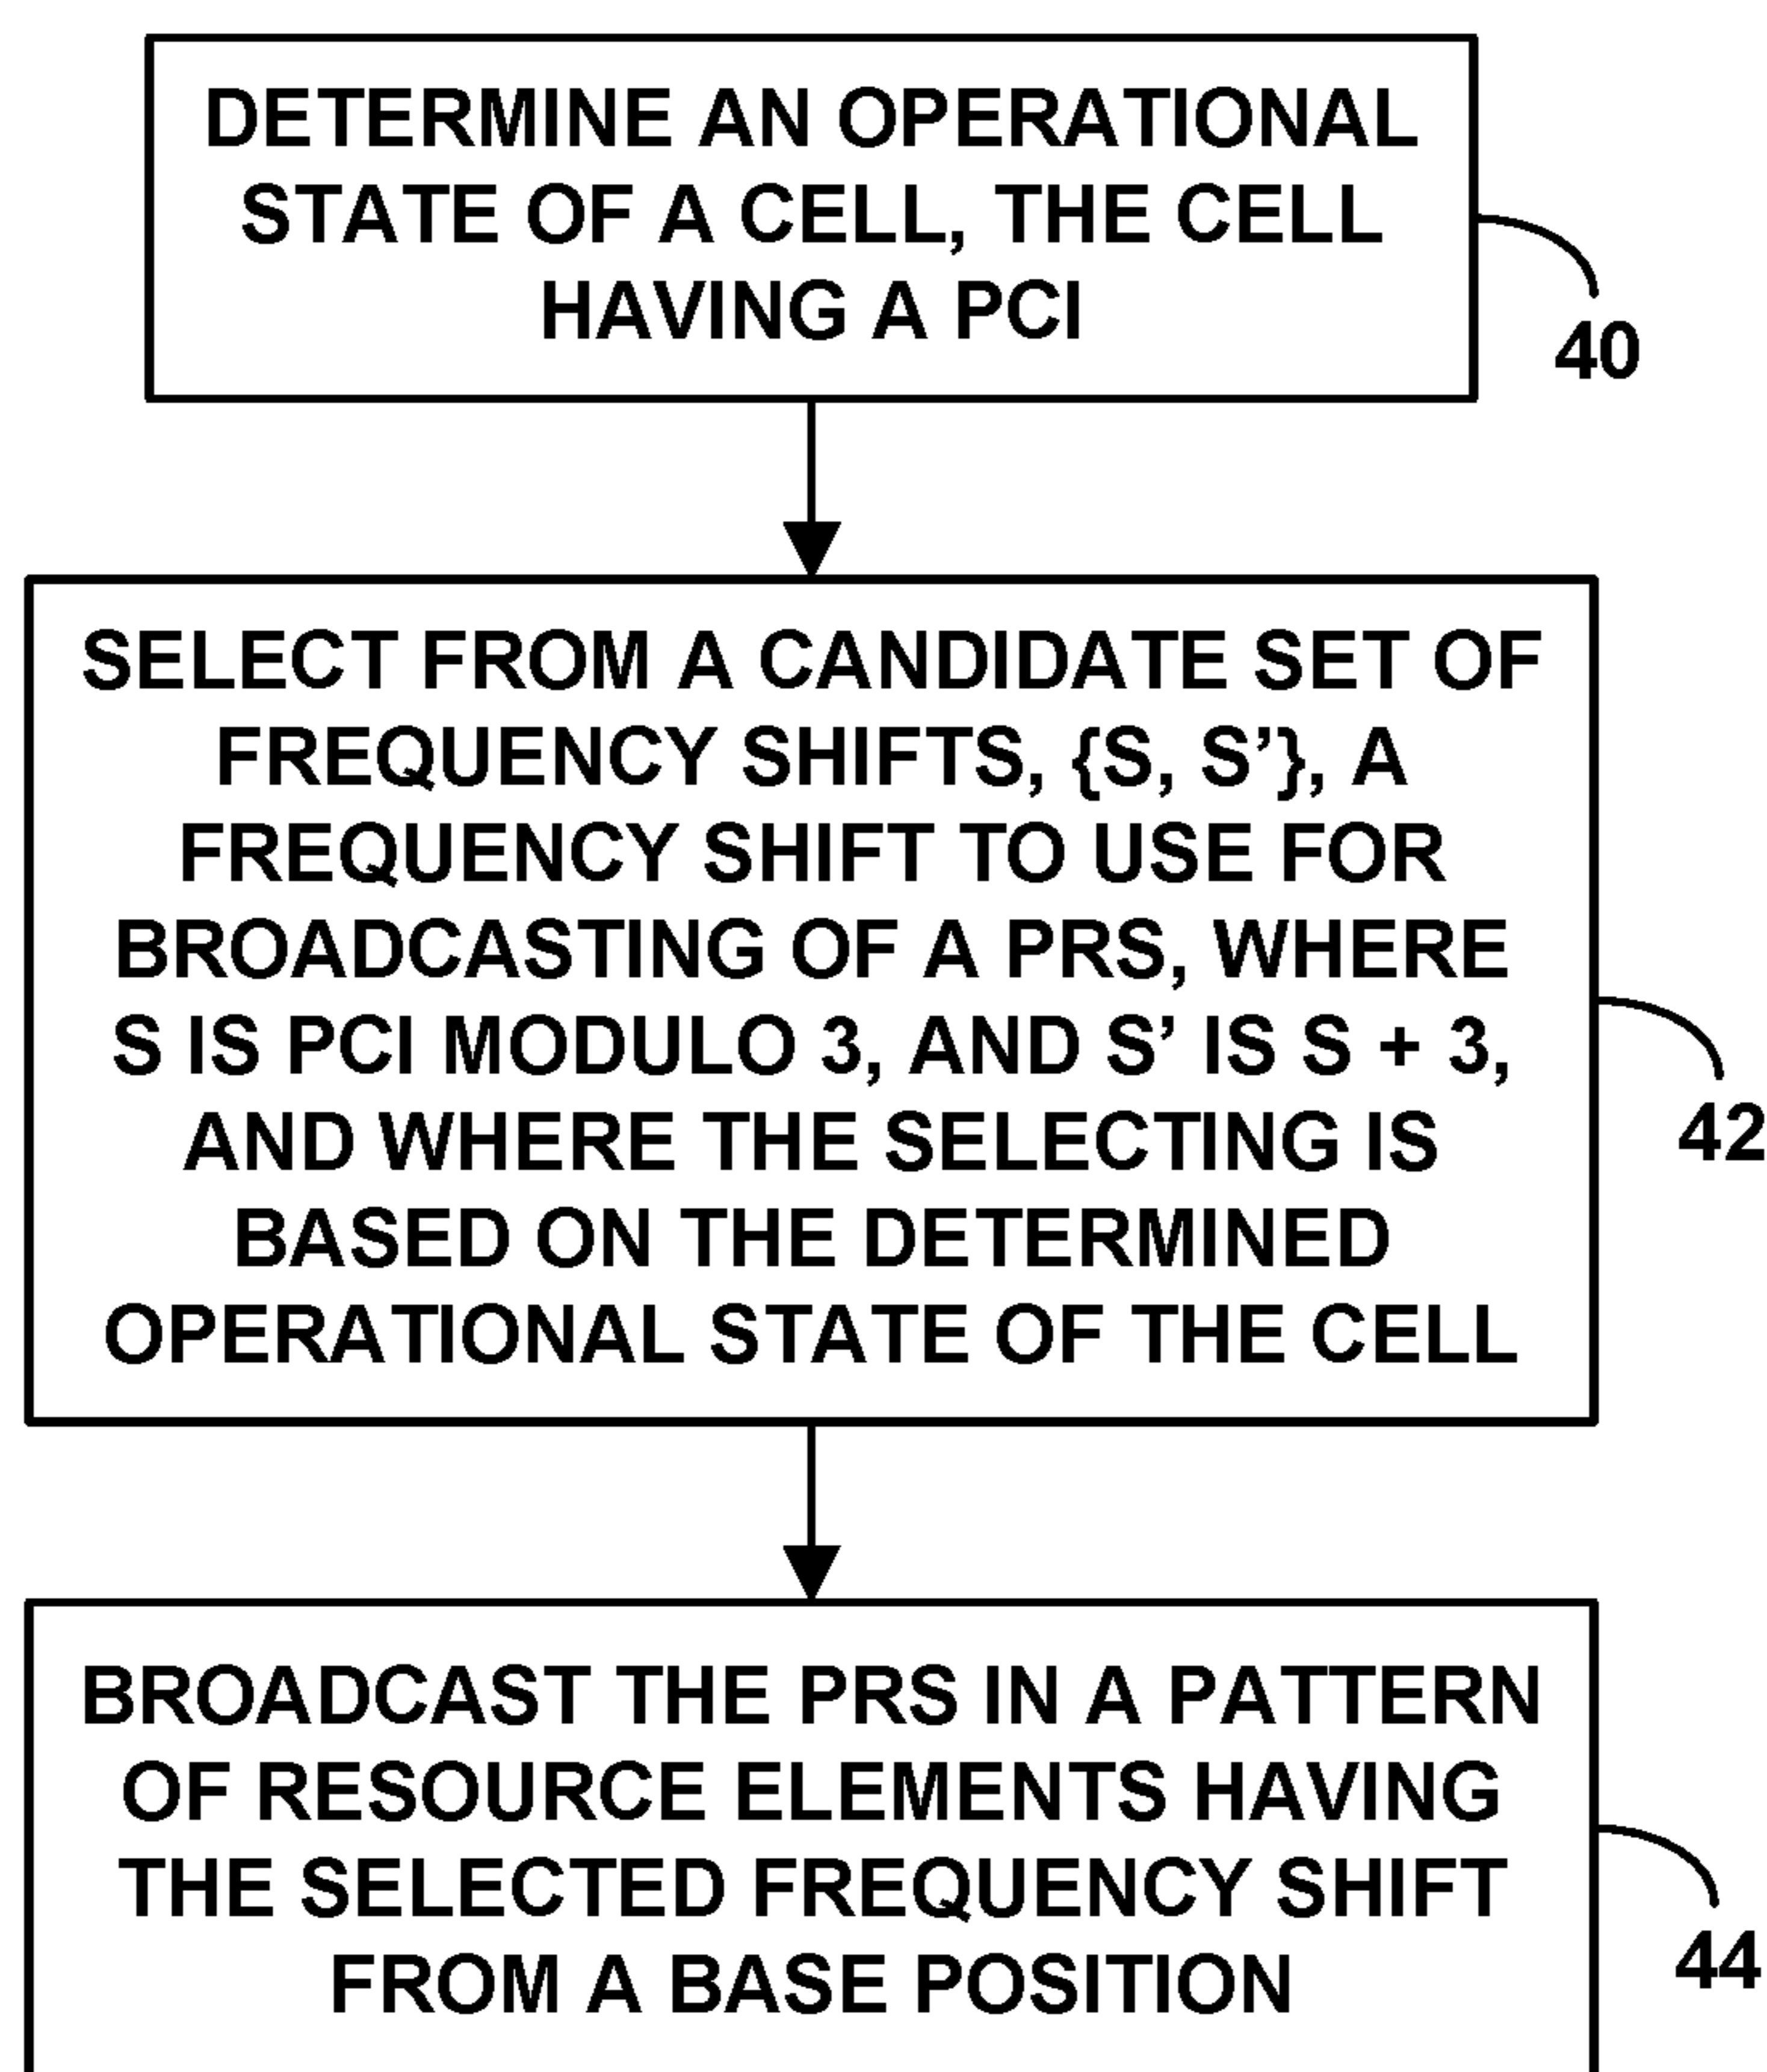 DETERMINE AN OPERATIONAL
STATE OF A CELL, THE CELL
HAVING A PCI
40
SELECT FROM A CANDIDATE SET OF
FREQUENCY SHIFTS, {S, S’}, A
FREQUENCY SHIFT TO USE FOR
BROADCASTING OF A PRS, WHERE
S IS PCI MODULO 3, AND S’ IS S + 3,
AND WHERE THE SELECTING IS
BASED ON THE DETERMINED
OPERATIONAL STATE OF THE CELL
42
BROADCAST THE PRS IN A PATTERN
OF RESOURCE ELEMENTS HAVING
THE SELECTED FREQUENCY SHIFT
FROM A BASE POSITION
44